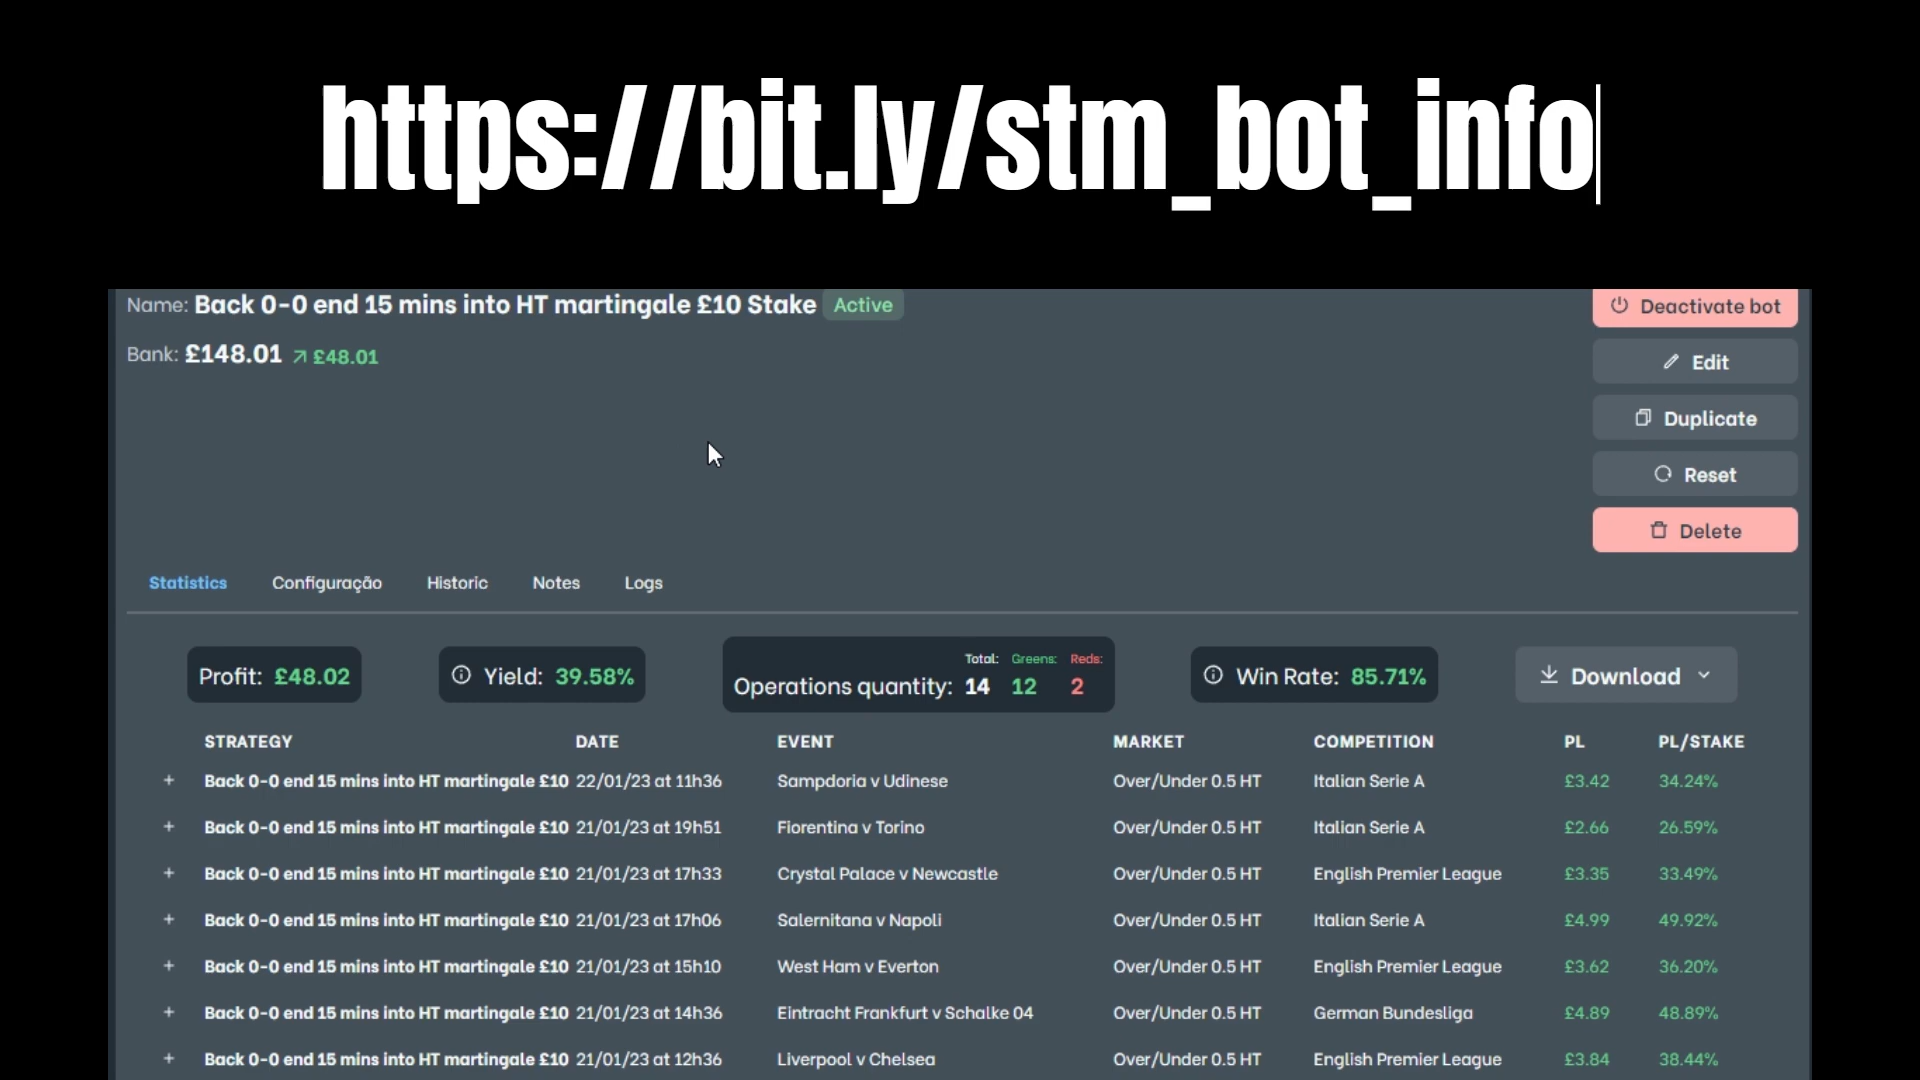 https://bit.ly/stm_bot_info
Name: Back 0-0 end 15 mins into HT martingale £10 Stake Active
Deactivate bot
Bank: £148.01 £48.01
Edit
Duplicate
Reset
Delete
Statistics Configuração Historic Notes Logs
Profit: £48.02
Yield: 39.58%
Operations quantity: Total: 14 Greens: 12 Reds: 2
Win Rate: 85.71%
Download
STRATEGY DATE EVENT MARKET COMPETITION PL PL/STAKE
+ Back 0-0 end 15 mins into HT martingale £10 22/01/23 at 11h36 Sampdoria v Udinese Over/Under 0.5 HT Italian Serie A £3.42 34.24%
+ Back 0-0 end 15 mins into HT martingale £10 21/01/23 at 19h51 Fiorentina v Torino Over/Under 0.5 HT Italian Serie A £2.66 26.59%
+ Back 0-0 end 15 mins into HT martingale £10 21/01/23 at 17h33 Crystal Palace v Newcastle Over/Under 0.5 HT English Premier League £3.35 33.49%
+ Back 0-0 end 15 mins into HT martingale £10 21/01/23 at 17h06 Salernitana v Napoli Over/Under 0.5 HT Italian Serie A £4.99 49.92%
+ Back 0-0 end 15 mins into HT martingale £10 21/01/23 at 15h10 West Ham v Everton Over/Under 0.5 HT English Premier League £3.62 36.20%
+ Back 0-0 end 15 mins into HT martingale £10 21/01/23 at 14h36 Eintracht Frankfurt v Schalke 04 Over/Under 0.5 HT German Bundesliga £4.89 48.89%
+ Back 0-0 end 15 mins into HT martingale £10 21/01/23 at 12h36 Liverpool v Chelsea Over/Under 0.5 HT English Premier League £3.84 38.44%